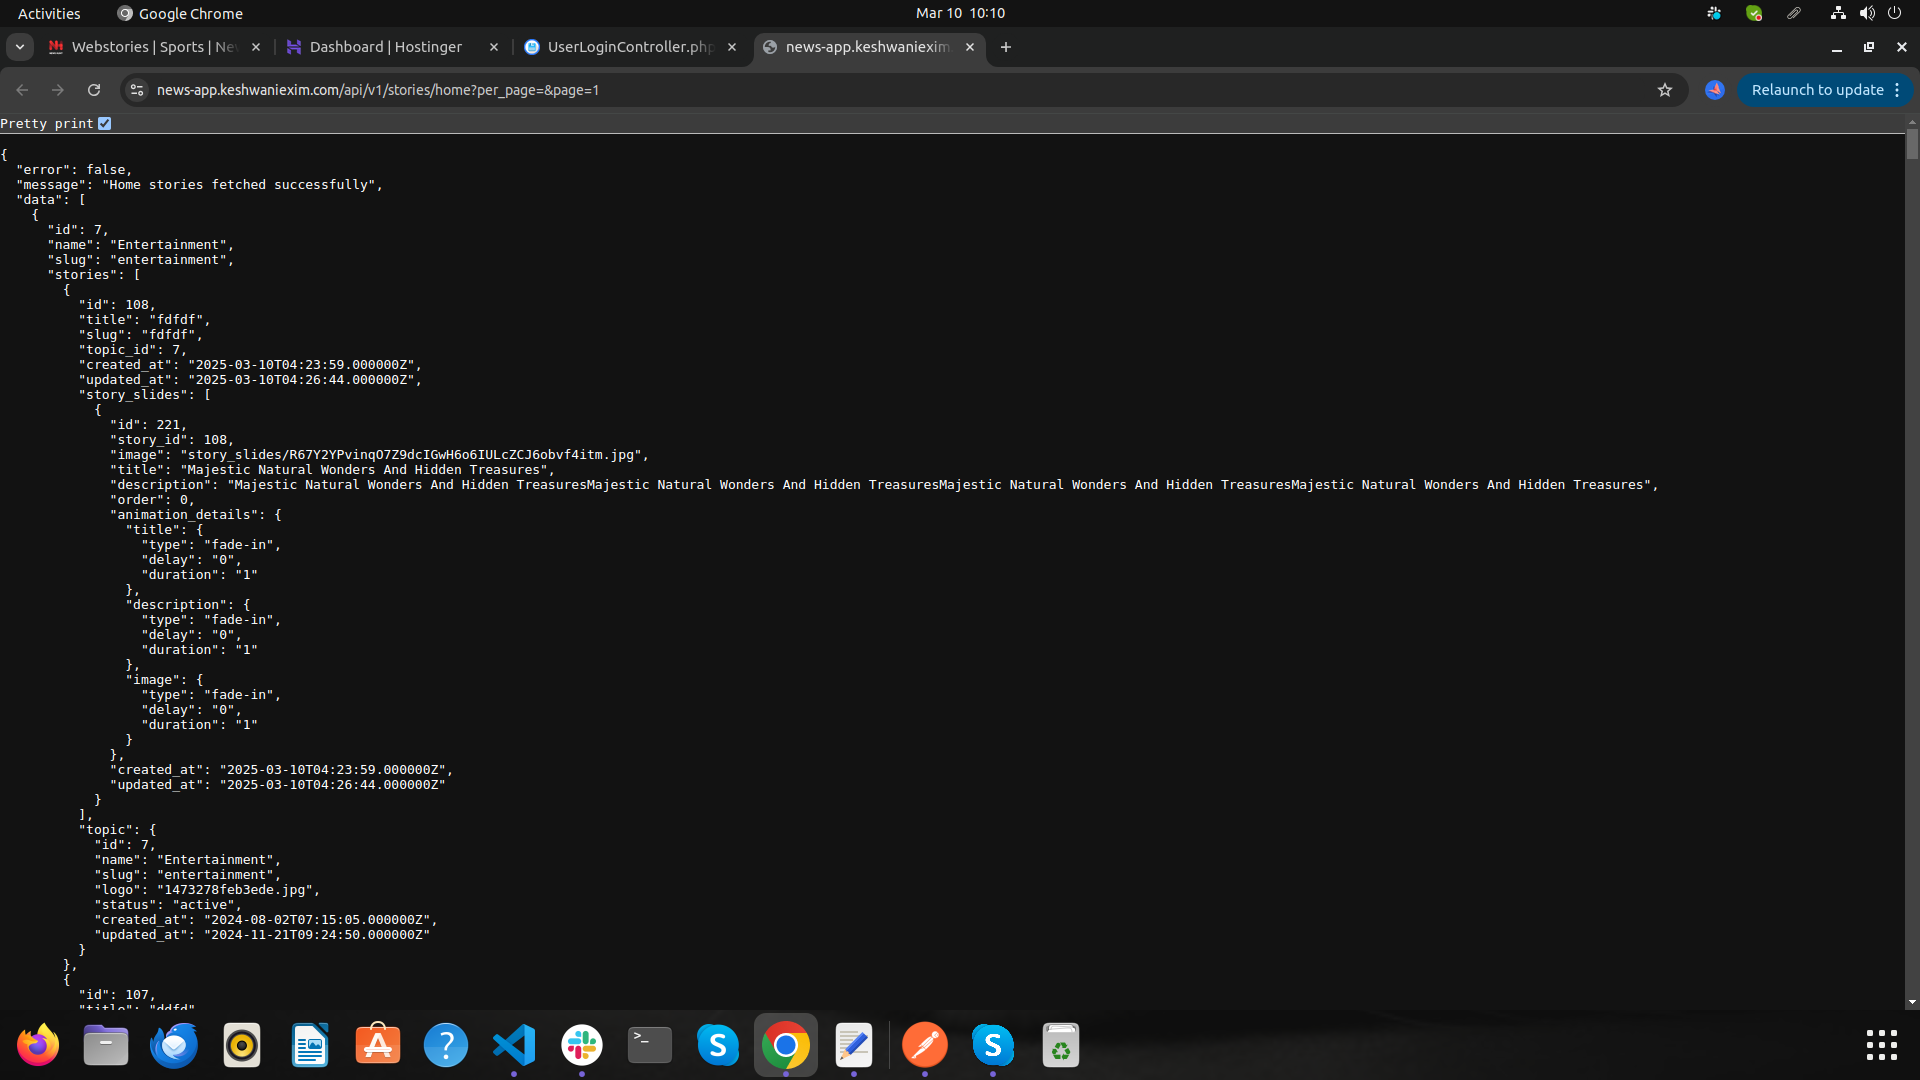 Activities
Google Chrome
Mar 10 10:10
Webstories | Sports | Nev
Dashboard | Hostinger
UserLoginController.php
news-app.keshwaniexim
news-app.keshwaniexim.com/api/v1/stories/home?per_page=&page=1
Relaunch to update
Pretty print
{
"error": false,
"message": "Home stories fetched successfully",
"data": [
{
"id": 7,
"name": "Entertainment",
"slug": "entertainment",
"stories": [
{
"id": 108,
"title": "fdfdf",
"slug": "fdfdf",
"topic_id": 7,
"created_at": "2025-03-10T04:23:59.000000Z",
"updated_at": "2025-03-10T04:26:44.000000Z",
"story_slides": [
{
"id": 221,
"story_id": 108,
"image": "story_slides/R67Y2YPvinqO7Z9dcIGwH6o6IULcZCJ6obvf4itm.jpg",
"title": "Majestic Natural Wonders And Hidden Treasures",
"description": "Majestic Natural Wonders And Hidden TreasuresMajestic Natural Wonders And Hidden TreasuresMajestic Natural Wonders And Hidden TreasuresMajestic Natural Wonders And Hidden Treasures",
"order": 0,
"animation_details": {
"title": {
"type": "fade-in",
"delay": "0",
"duration": "1"
},
"description": {
"type": "fade-in",
"delay": "0",
"duration": "1"
},
"image": {
"type": "fade-in",
"delay": "0",
"duration": "1"
}
},
"created_at": "2025-03-10T04:23:59.000000Z",
"updated_at": "2025-03-10T04:26:44.000000Z"
}
],
"topic": {
"id": 7,
"name": "Entertainment",
"slug": "entertainment",
"logo": "1473278feb3ede.jpg",
"status": "active",
"created_at": "2024-08-02T07:15:05.000000Z",
"updated_at": "2024-11-21T09:24:50.000000Z"
}
},
{
"id": 107,
"title": "ddfd"